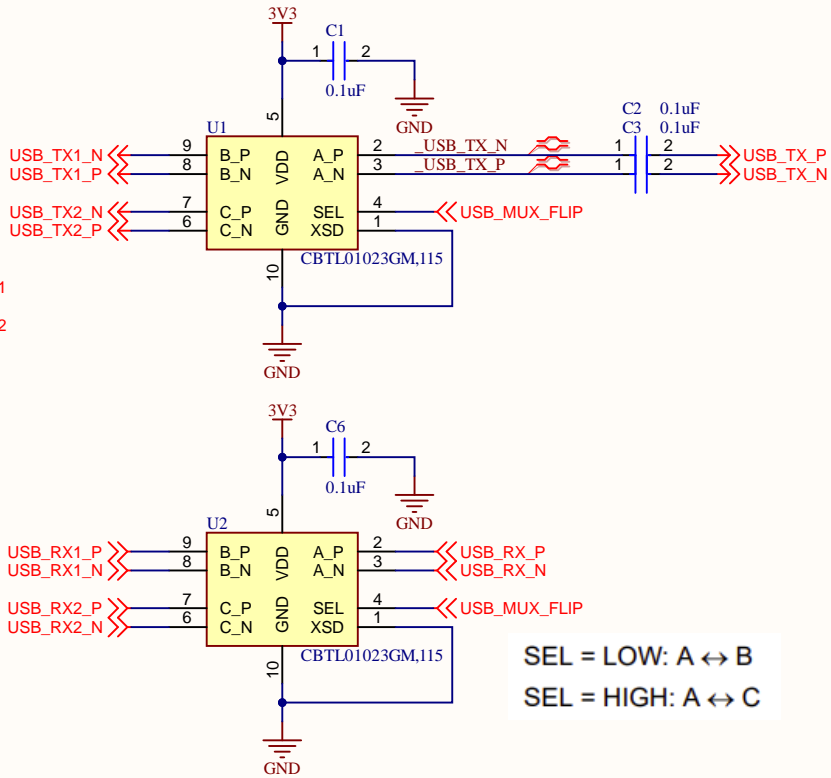 3V3
C1
1 2
0.1uF
GND
5
U1
C2 0.1uF
C3 0.1uF
USB_TX1_N 9 B_P A_P 2 _USB_TX_N 1 2 USB_TX_P
USB_TX1_P 8 B_N A_N 3 _USB_TX_P 1 2 USB_TX_N
VDD
USB_TX2_N 7 C_P SEL 4 USB_MUX_FLIP
USB_TX2_P 6 C_N XSD 1
GND
CBTL01023GM,115
10
1
2
GND
3V3
C6
1 2
0.1uF
GND
5
U2
USB_RX1_P 9 B_P A_P 2 USB_RX_P
USB_RX1_N 8 B_N A_N 3 USB_RX_N
VDD
USB_RX2_P 7 C_P SEL 4 USB_MUX_FLIP
USB_RX2_N 6 C_N XSD 1
GND
CBTL01023GM,115
10
GND
SEL = LOW: A ↔ B
SEL = HIGH: A ↔ C